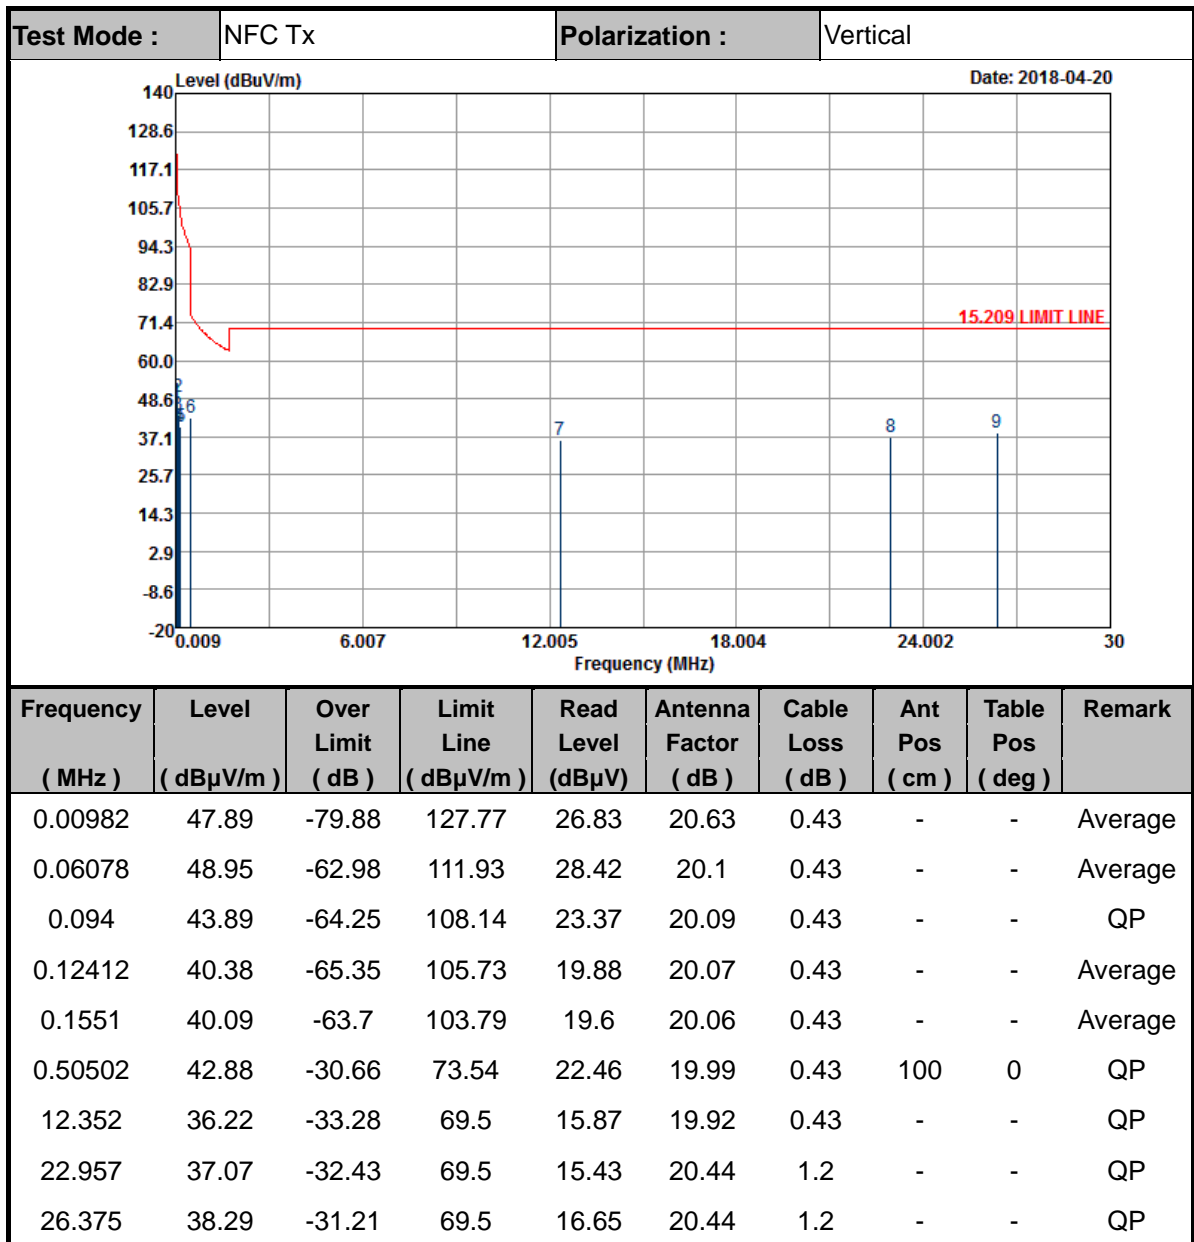 Test Mode : NFC Tx Polarization : Vertical
Level (dBuV/m) Date: 2018-04-20
140
128.6
117.1
105.7
94.3
82.9
71.4
15.209 LIMIT LINE
60.0
2
48.6
6
9
8
7
37.1
25.7
14.3
2.9
-8.6
-20
0.009 6.007 12.005 18.004 24.002 30
Frequency (MHz)
Frequency Level Over Limit Read Antenna Cable Ant Table Remark
Limit Line Level Factor Loss Pos Pos
( MHz ) ( dBµV/m ) ( dB ) ( dBµV/m ) (dBµV) ( dB ) ( dB ) ( cm ) ( deg )
0.00982 47.89 -79.88 127.77 26.83 20.63 0.43 - - Average
0.06078 48.95 -62.98 111.93 28.42 20.1 0.43 - - Average
0.094 43.89 -64.25 108.14 23.37 20.09 0.43 - - QP
0.12412 40.38 -65.35 105.73 19.88 20.07 0.43 - - Average
0.1551 40.09 -63.7 103.79 19.6 20.06 0.43 - - Average
0.50502 42.88 -30.66 73.54 22.46 19.99 0.43 100 0 QP
12.352 36.22 -33.28 69.5 15.87 19.92 0.43 - - QP
22.957 37.07 -32.43 69.5 15.43 20.44 1.2 - - QP
26.375 38.29 -31.21 69.5 16.65 20.44 1.2 - - QP